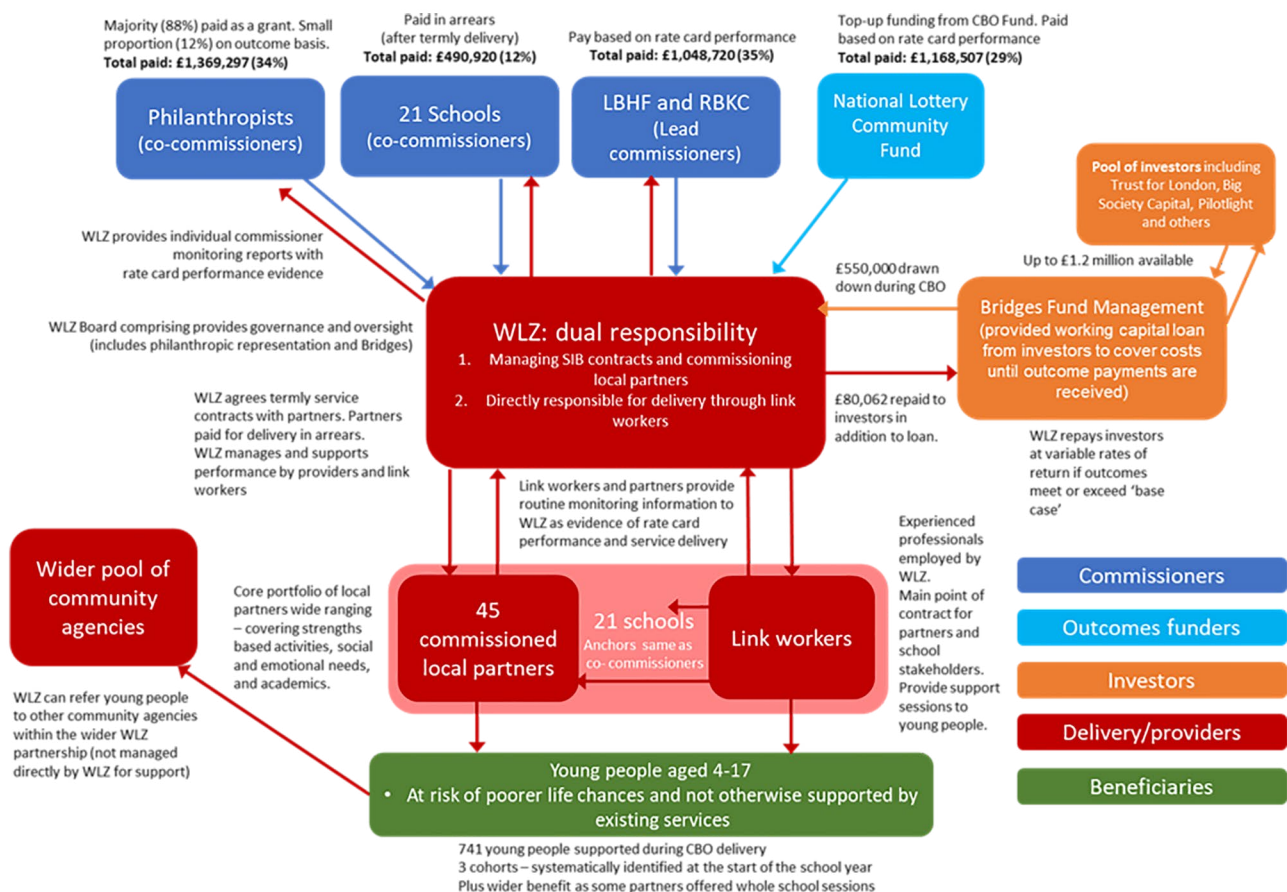 Majority (88%) paid as a grant. Small
proportion (12%) on outcome basis.
Total paid: £1,369,297 (34%)
Paid in arrears
(after termly delivery)
Total paid: £490,920 (12%)
Pay based on rate card performance
Total paid: £1,048,720 (35%)
Top-up funding from CBO Fund. Paid
based on rate card performance
Total paid: £1,168,507 (29%)
Philanthropists
(co-commissioners)
21 Schools
(co-commissioners)
LBHF and RBKC
(Lead
commissioners)
National Lottery
Community
Fund
Pool of investors including
Trust for London, Big
Society Capital, Pilotlight
and others
WLZ provides individual commissioner
monitoring reports with
rate card performance evidence
Up to £1.2 million available
£550,000 drawn
down during CBO
WLZ Board comprising provides governance and oversight
(includes philanthropic representation and Bridges)
WLZ: dual responsibility
1. Managing SIB contracts and commissioning
local partners
2. Directly responsible for delivery through link
workers
Bridges Fund Management
(provided working capital loan
from investors to cover costs
until outcome payments are
received)
WLZ agrees termly service
contracts with partners. Partners
paid for delivery in arrears.
WLZ manages and supports
performance by providers and link
workers
£80,062 repaid to
investors in
addition to loan.
WLZ repays investors
at variable rates of
return if outcomes
meet or exceed ‘base
case’
Link workers and partners provide
routine monitoring information to
WLZ as evidence of rate card
performance and service delivery
Wider pool of
community
agencies
Core portfolio of local
partners wide ranging
– covering strengths
based activities, social
and emotional needs,
and academics.
45
commissioned
local partners
21 schools
Anchors same as
co-commissioners
Link workers
Experienced
professionals
employed by
WLZ.
Main point of
contract for
partners and
school
stakeholders.
Provide support
sessions to
young people.
Commissioners
Outcomes funders
Investors
Delivery/providers
Beneficiaries
WLZ can refer young people
to other community agencies
within the wider WLZ
partnership (not managed
directly by WLZ for support)
Young people aged 4-17
• At risk of poorer life chances and not otherwise supported by
existing services
741 young people supported during CBO delivery
3 cohorts – systematically identified at the start of the school year
Plus wider benefit as some partners offered whole school sessions